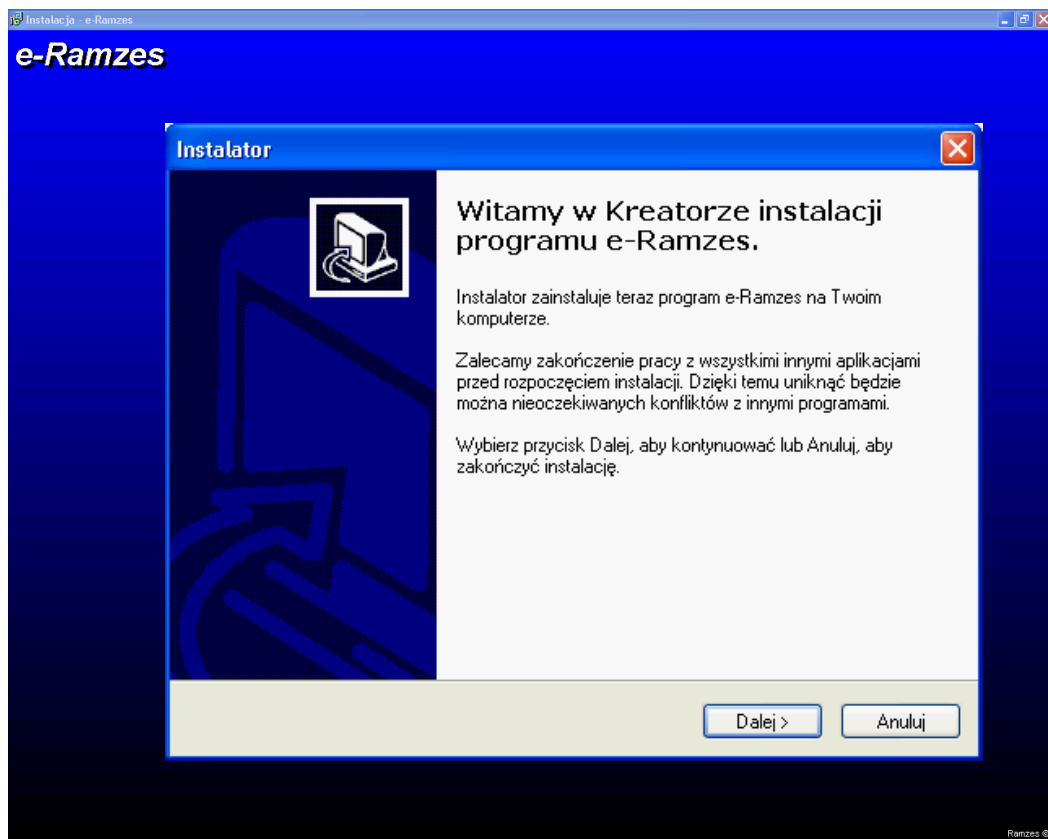 Instalacja - e-Ramzes
e-Ramzes
Instalator
Witamy w Kreatorze instalacji
programu e-Ramzes.
Instalator zainstaluje teraz program e-Ramzes na Twoim
komputerze.
Zalecamy zakończenie pracy z wszystkimi innymi aplikacjami
przed rozpoczęciem instalacji. Dzięki temu uniknąć będzie
można nieoczekiwanych konfliktów z innymi programami.
Wybierz przycisk Dalej, aby kontynuować lub Anuluj, aby
zakończyć instalację.
Dalej >
Anuluj
Ramzes ©